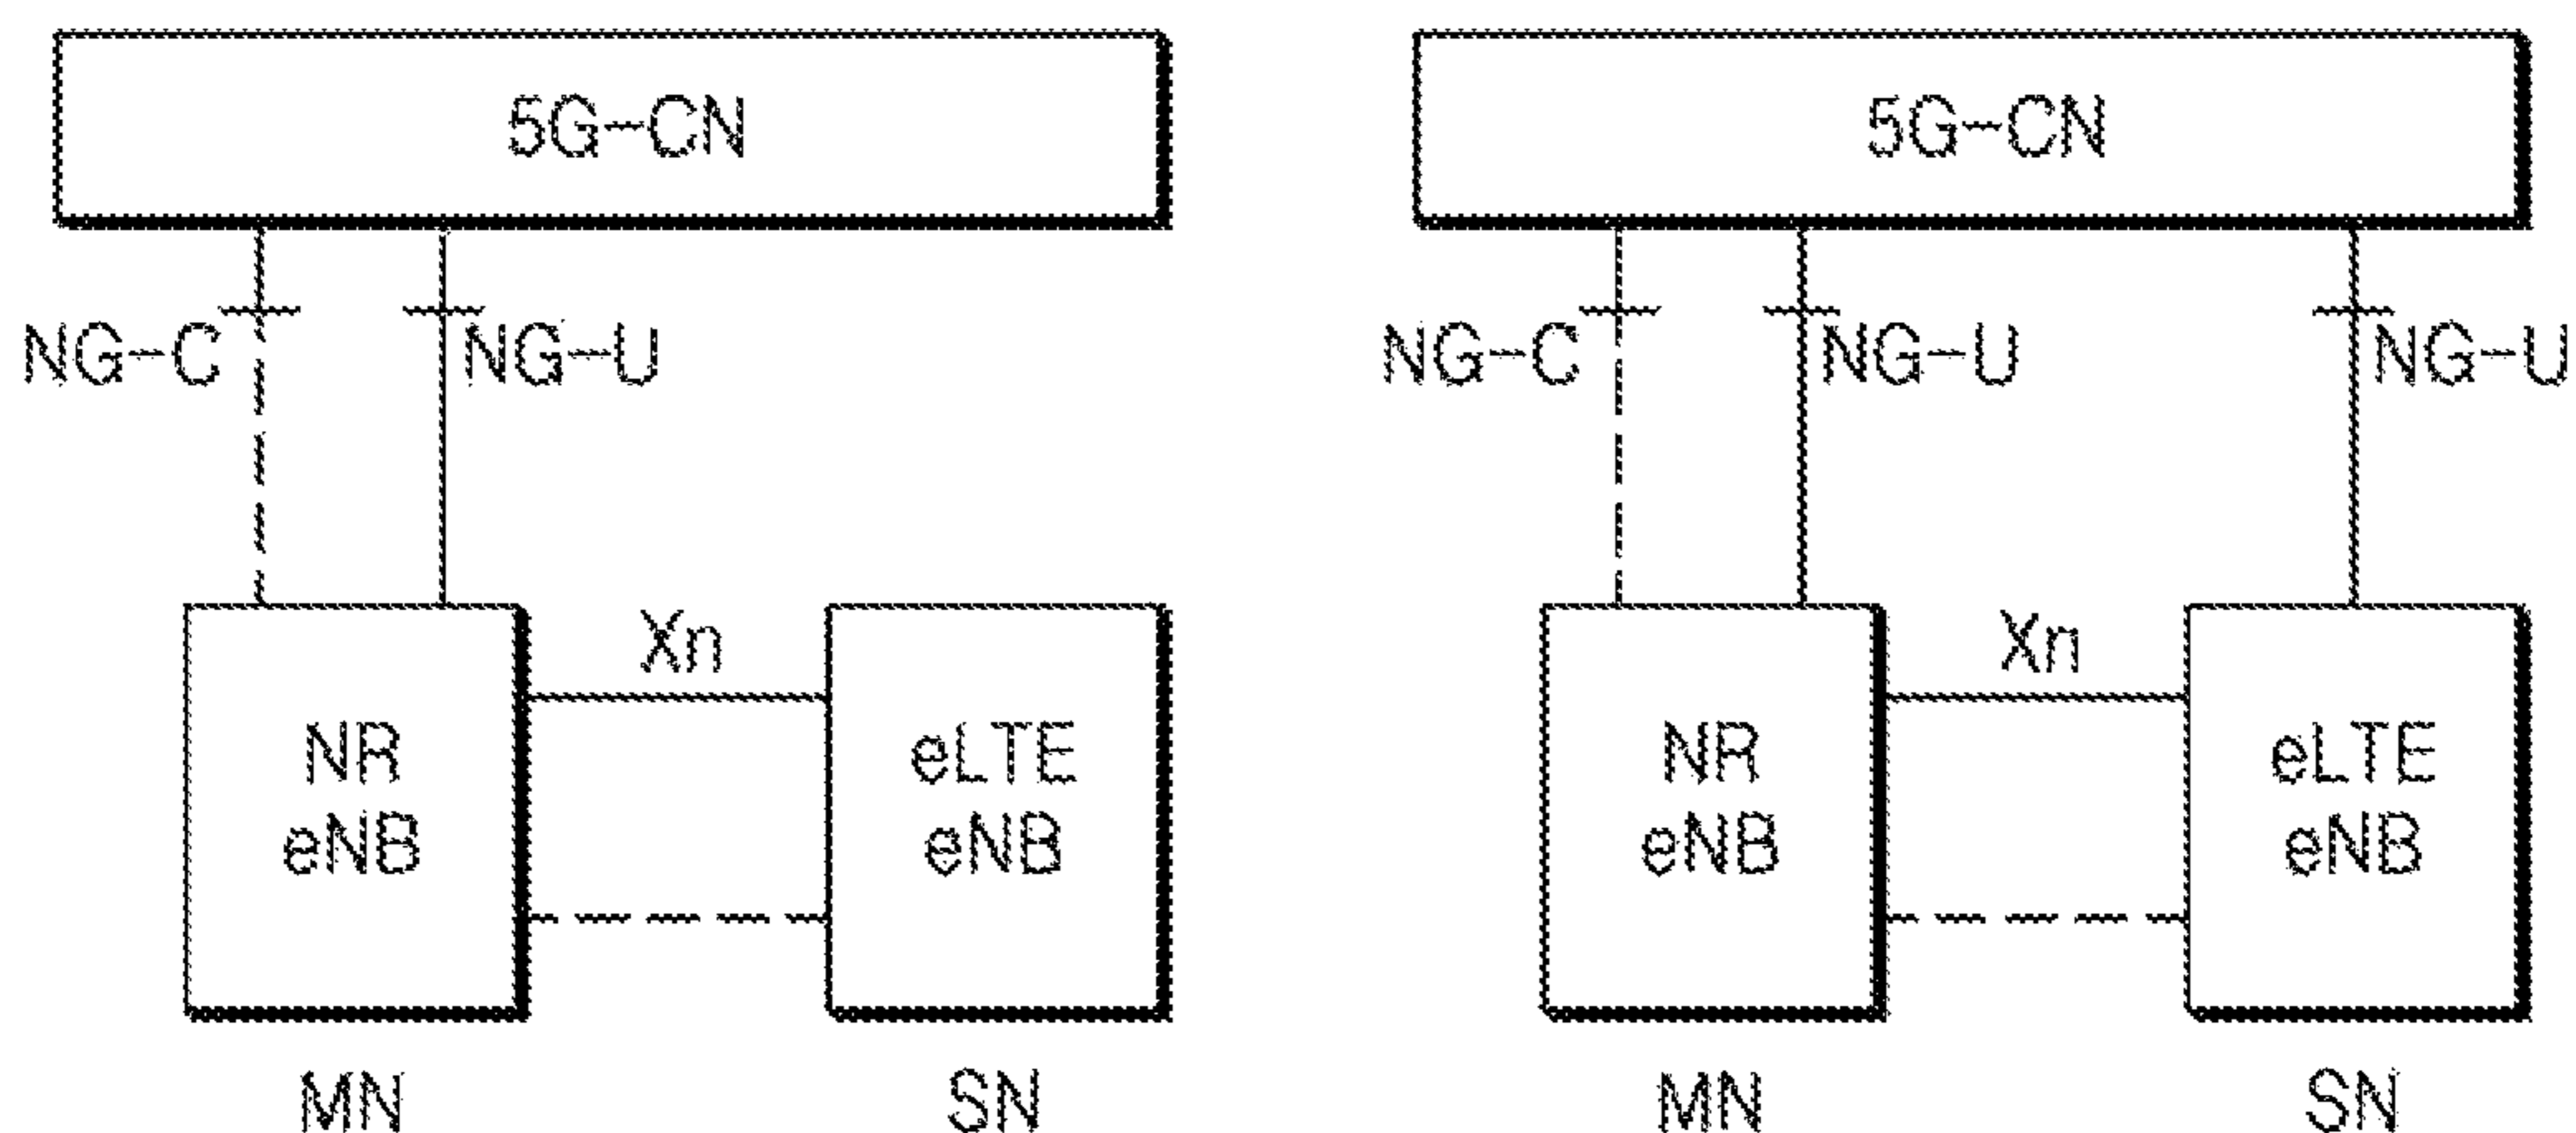 5G-CN
NG-C
NG-U
Xn
NR
eNB
eLTE
eNB
MN
SN
5G-CN
NG-C
NG-U
NG-U
Xn
NR
eNB
eLTE
eNB
MN
SN